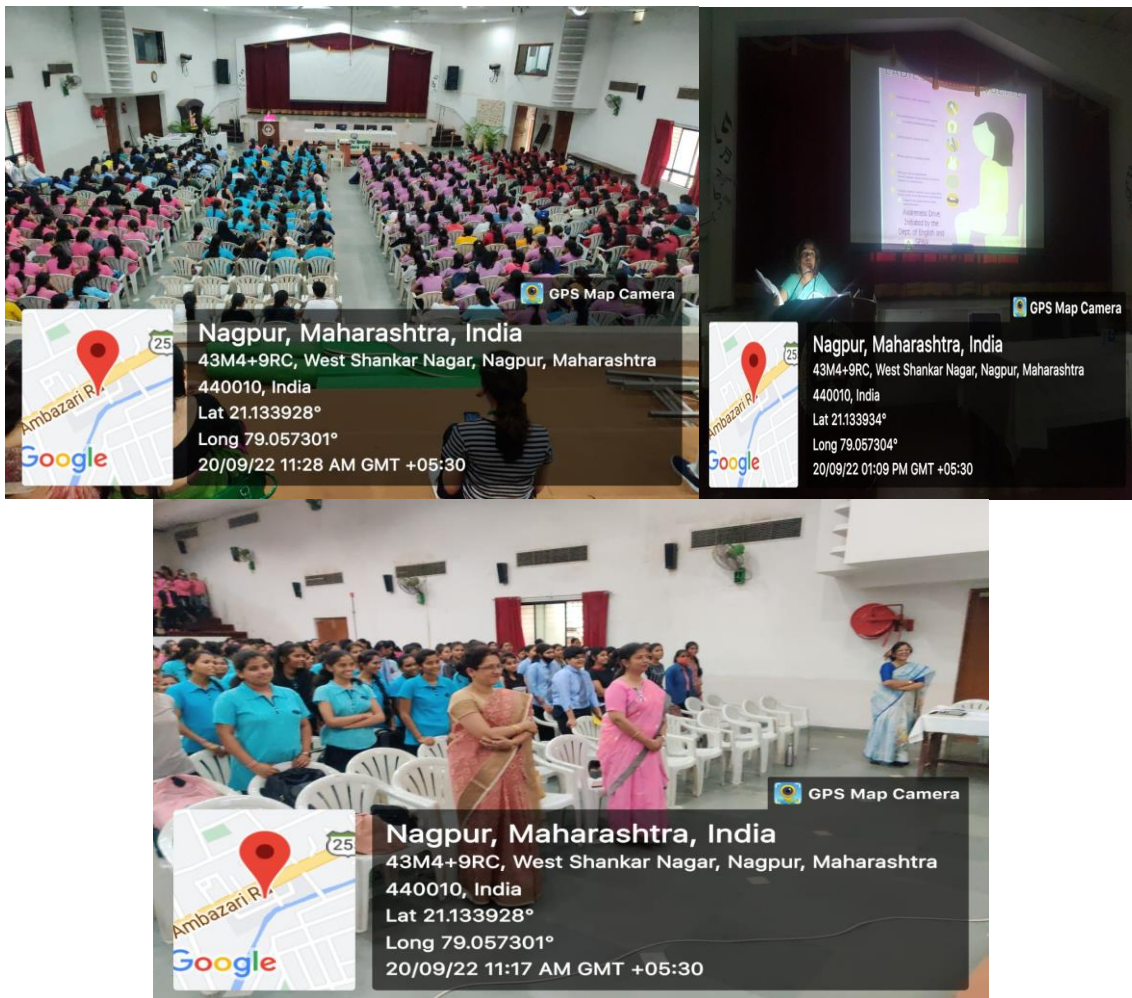 GPS Map Camera
25
Ambazari R
Google
Nagpur, Maharashtra, India
43M4+9RC, West Shankar Nagar, Nagpur, Maharashtra
440010, India
Lat 21.133928°
Long 79.057301°
20/09/22 11:28 AM GMT +05:30
Awareness Drive
Initiated by the
Dept. of English and
GPS Map Camera
25
Ambazari R
Google
Nagpur, Maharashtra, India
43M4+9RC, West Shankar Nagar, Nagpur, Maharashtra
440010, India
Lat 21.133934°
Long 79.057304°
20/09/22 01:09 PM GMT +05:30
GPS Map Camera
25
Ambazari R
Google
Nagpur, Maharashtra, India
43M4+9RC, West Shankar Nagar, Nagpur, Maharashtra
440010, India
Lat 21.133928°
Long 79.057301°
20/09/22 11:17 AM GMT +05:30